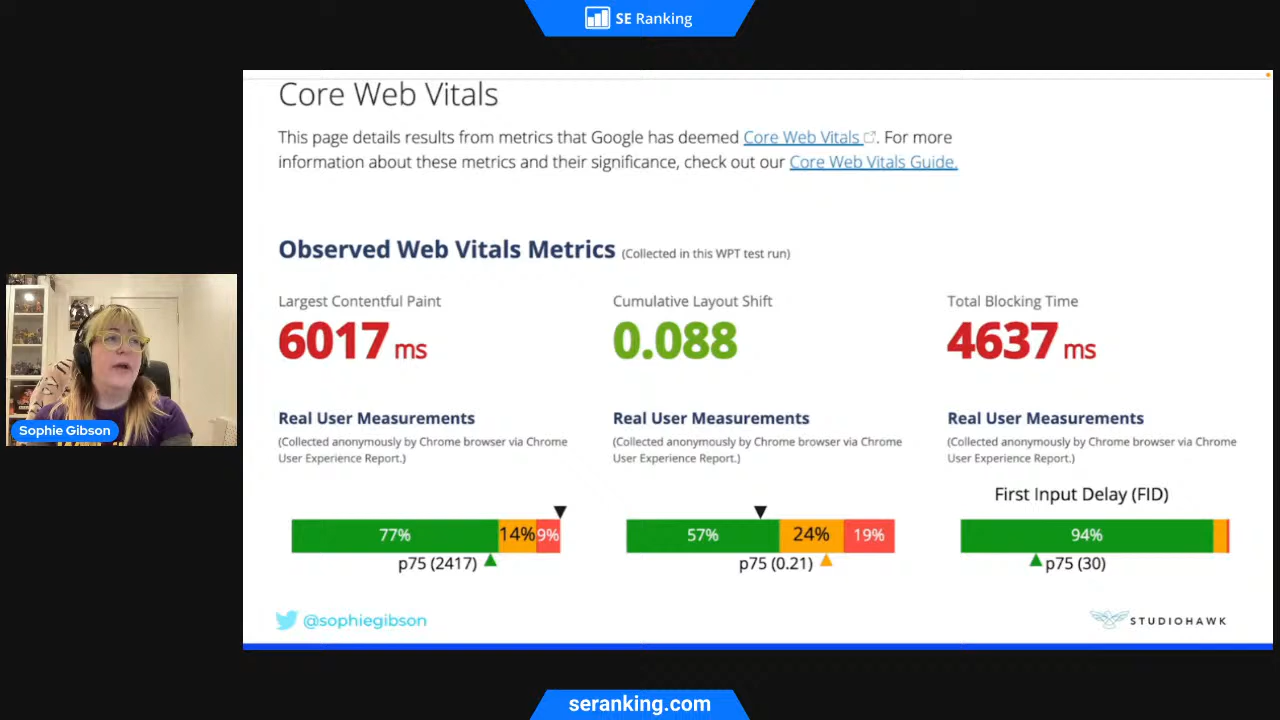 SE Ranking
Core Web Vitals
This page details results from metrics that Google has deemed Core Web Vitals. For more
information about these metrics and their significance, check out our Core Web Vitals Guide.
Observed Web Vitals Metrics (Collected in this WPT test run)
Largest Contentful Paint
6017 ms
Cumulative Layout Shift
0.088
Total Blocking Time
4637 ms
Real User Measurements
(Collected anonymously by Chrome browser via Chrome
User Experience Report.)
77% 14% 9%
p75 (2417)
Real User Measurements
(Collected anonymously by Chrome browser via Chrome
User Experience Report.)
57% 24% 19%
p75 (0.21)
Real User Measurements
(Collected anonymously by Chrome browser via Chrome
User Experience Report.)
First Input Delay (FID)
94%
p75 (30)
Sophie Gibson
@sophiegibson
STUDIOHAWK
seranking.com